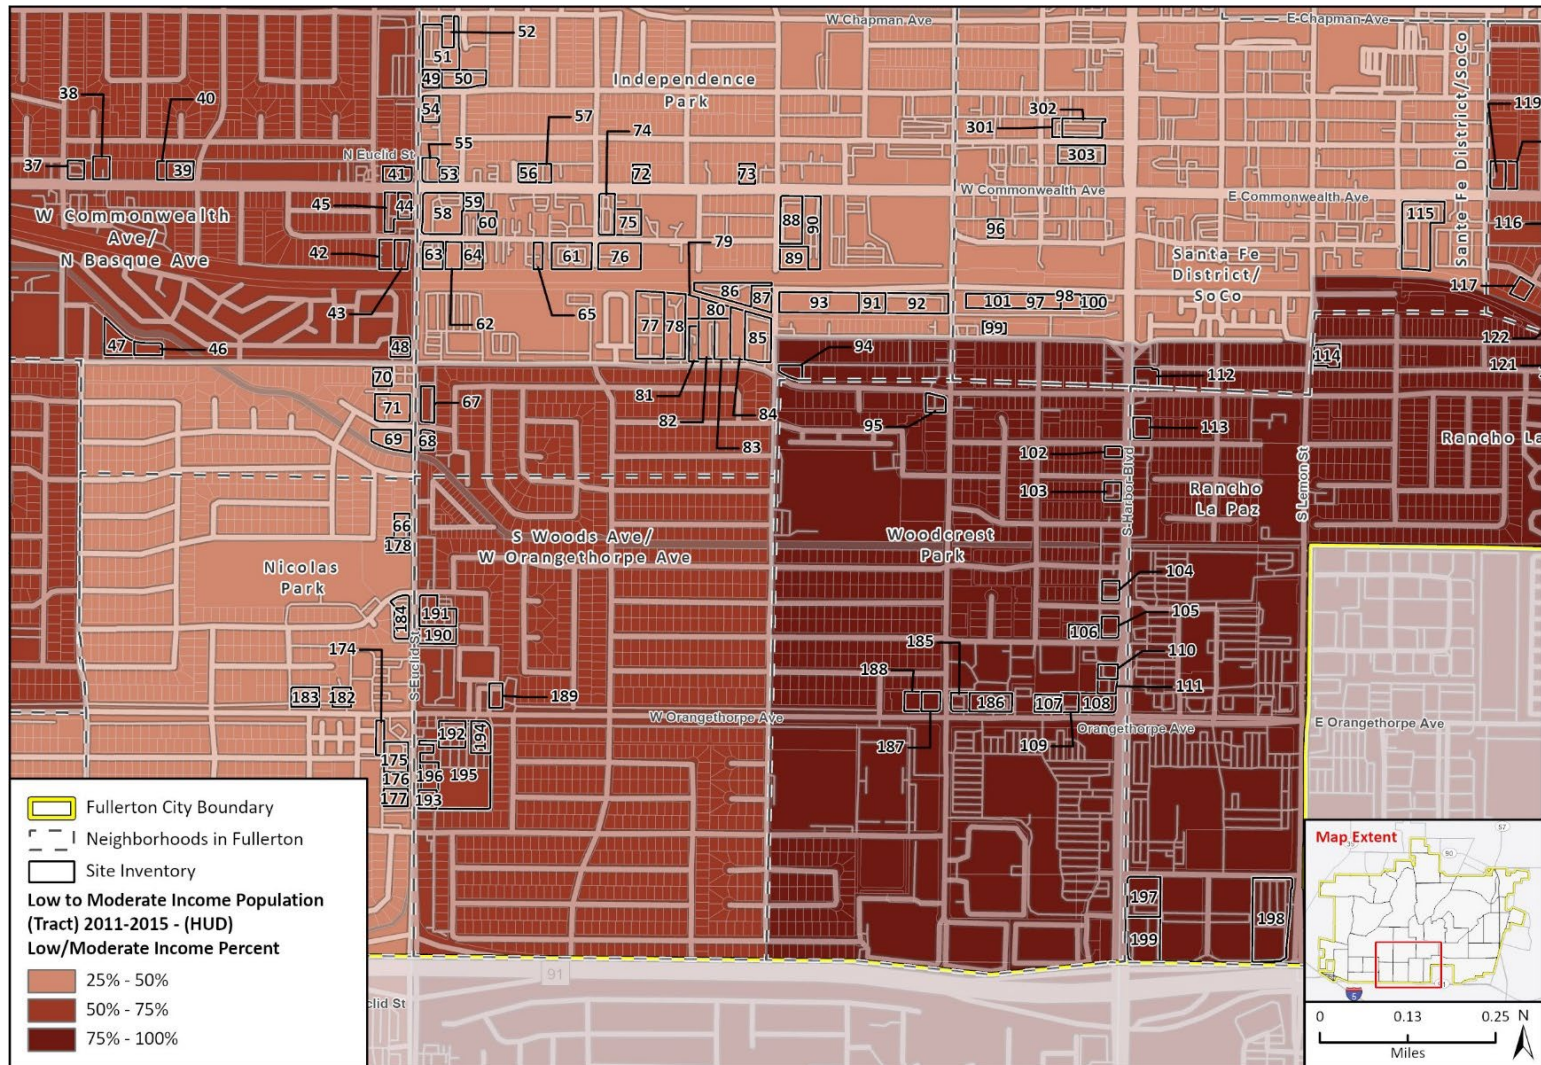 W Chapman Ave
E Chapman Ave
52
51
49
50
54
Independence
Park
38
40
37
39
N Euclid St
55
57
74
41
53
56
72
73
302
301
303
119
Sante Fe District/SoCo
W Commonwealth Ave
E Commonwealth Ave
W Commonwealth
Ave/
N Basque Ave
45
44
58
59
60
75
88
90
96
115
116
42
63
64
61
76
79
89
Santa Fe
District/
SoCo
117
43
62
65
86
87
93
91
92
101
97
98
100
77
78
80
85
99
122
47
46
48
94
114
121
70
67
81
112
71
82
84
95
69
68
83
113
102
Rancho La
103
Rancho
La Paz
S Harbor Blvd
S Lemon St
66
178
S Woods Ave/
W Orangethorpe Ave
Woodcrest
Park
Nicolas
Park
104
184
191
190
105
106
S Euclid St
174
185
188
110
183
182
189
186
107
108
111
W Orangethorpe Ave
Orangethorpe Ave
E Orangethorpe Ave
187
109
192
194
175
176
196
195
177
193
197
198
199
91
clid St
Fullerton City Boundary
Neighborhoods in Fullerton
Site Inventory
Low to Moderate Income Population
(Tract) 2011-2015 - (HUD)
Low/Moderate Income Percent
25% - 50%
50% - 75%
75% - 100%
Map Extent
57
90
5
0
0.13
0.25
N
Miles